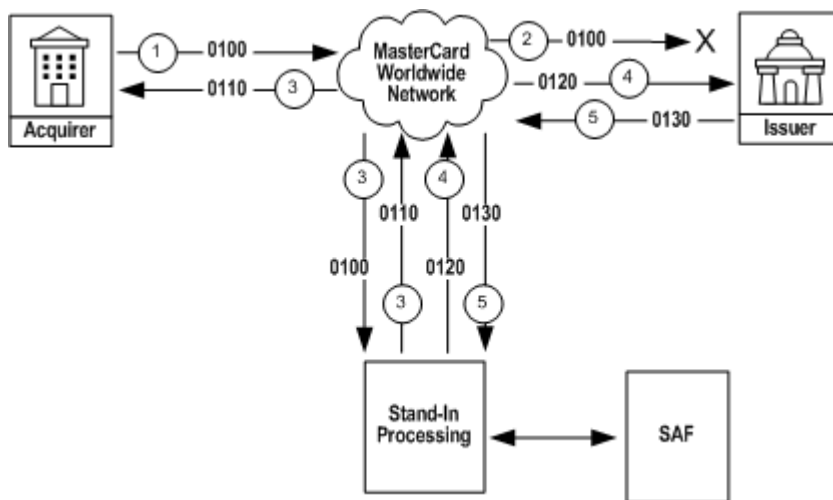 1
0100
MasterCard
Worldwide
Network
2
0100
X
0110
3
0120
4
5
0130
Acquirer
Issuer
3
4
0110
0130
0100
0120
3
5
Stand-In
Processing
SAF